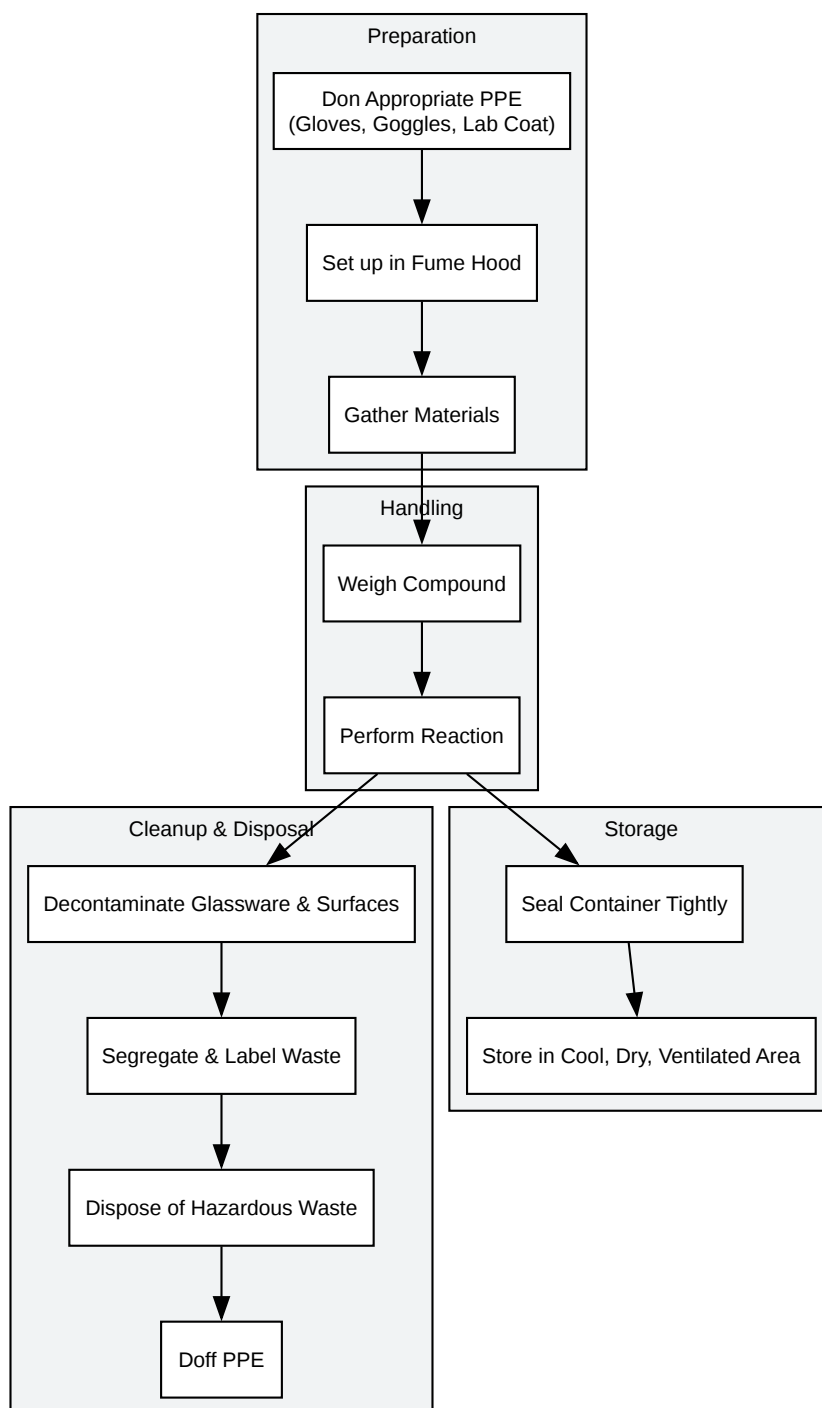 Preparation
Don Appropriate PPE
(Gloves, Goggles, Lab Coat)
Set up in Fume Hood
Gather Materials
Handling
Weigh Compound
Perform Reaction
Cleanup & Disposal
Decontaminate Glassware & Surfaces
Segregate & Label Waste
Dispose of Hazardous Waste
Doff PPE
Storage
Seal Container Tightly
Store in Cool, Dry, Ventilated Area